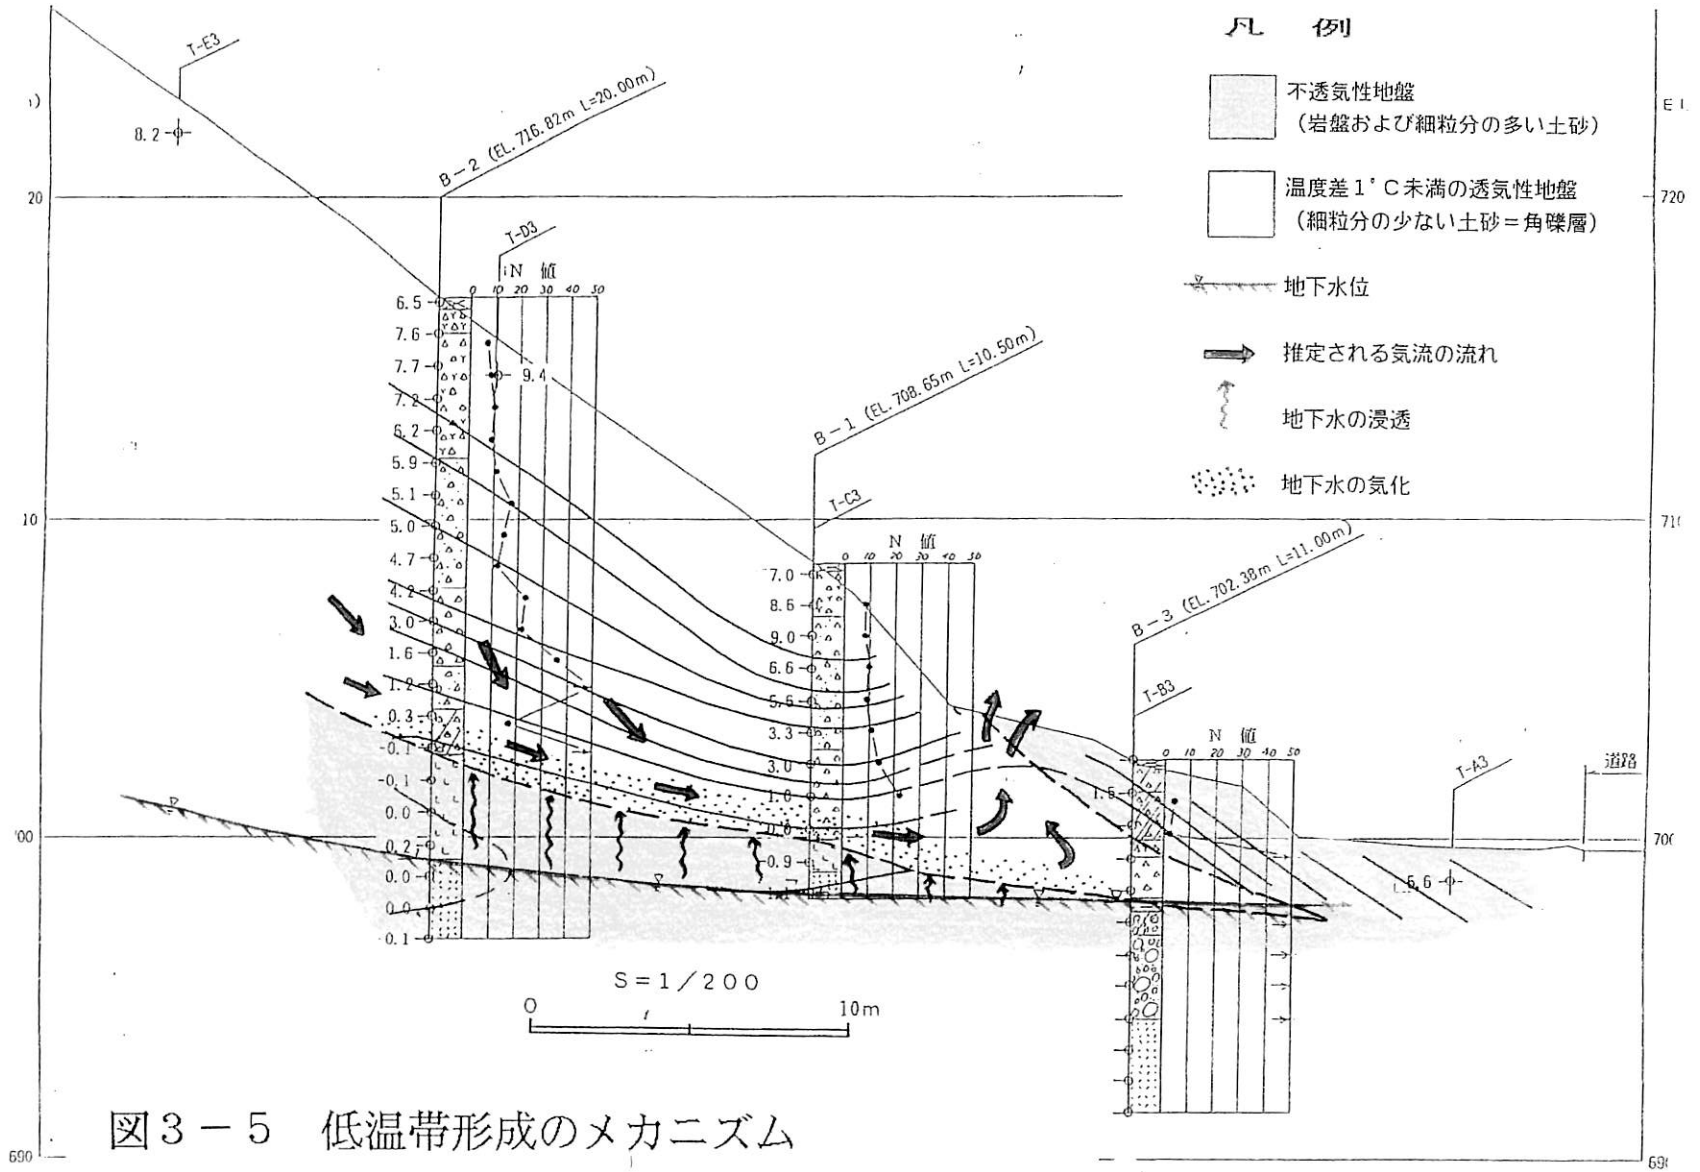 凡 例
不透気性地盤
(岩盤および細粒分の多い土砂)
温度差1°C未満の透気性地盤
(細粒分の少ない土砂=角礫層)
地下水位
推定される気流の流れ
地下水の浸透
地下水の気化
T-E3
8.2
B-2 (EL.716.82m L=20.00m)
T-D3
N 値
0 10 20 30 40 50
9.4
6.5
7.6
7.7
7.2
6.2
5.9
5.1
5.0
4.7
4.2
3.0
1.6
1.2
0.3
-0.1
-0.1
0.0
0.2
0.0
0.0
0.1
B-1 (EL.708.65m L=10.50m)
T-C3
N 値
0 10 20 30 40 50
7.0
8.6
9.0
6.6
5.6
3.3
3.0
1.8
0.8
-0.9
B-3 (EL.702.38m L=11.00m)
T-B3
N 値
0 10 20 30 40 50
1.5
T-A3
5.6
道路
20
10
690
720
S=1/200
0
10m
図3-5 低温帯形成のメカニズム